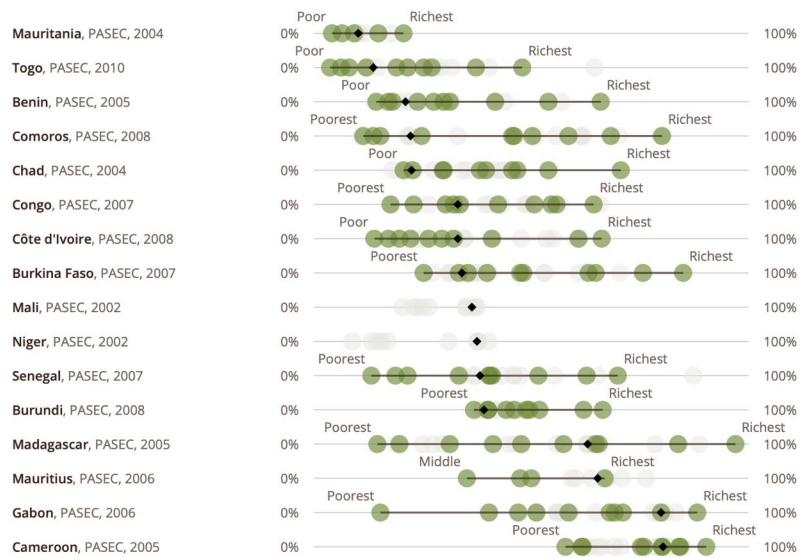 Poor Richest
Mauritania, PASEC, 2004 0% 100%
Poor Richest
Togo, PASEC, 2010 0% 100%
Poor Richest
Benin, PASEC, 2005 0% 100%
Poorest Richest
Comoros, PASEC, 2008 0% 100%
Poor Richest
Chad, PASEC, 2004 0% 100%
Poorest Richest
Congo, PASEC, 2007 0% 100%
Poor Richest
Côte d'Ivoire, PASEC, 2008 0% 100%
Poorest Richest
Burkina Faso, PASEC, 2007 0% 100%
Mali, PASEC, 2002 0% 100%
Niger, PASEC, 2002 0% 100%
Poorest Richest
Senegal, PASEC, 2007 0% 100%
Poorest Richest
Burundi, PASEC, 2008 0% 100%
Poorest Richest
Madagascar, PASEC, 2005 0% 100%
Middle Richest
Mauritius, PASEC, 2006 0% 100%
Poorest Richest
Gabon, PASEC, 2006 0% 100%
Poorest Richest
Cameroon, PASEC, 2005 0% 100%